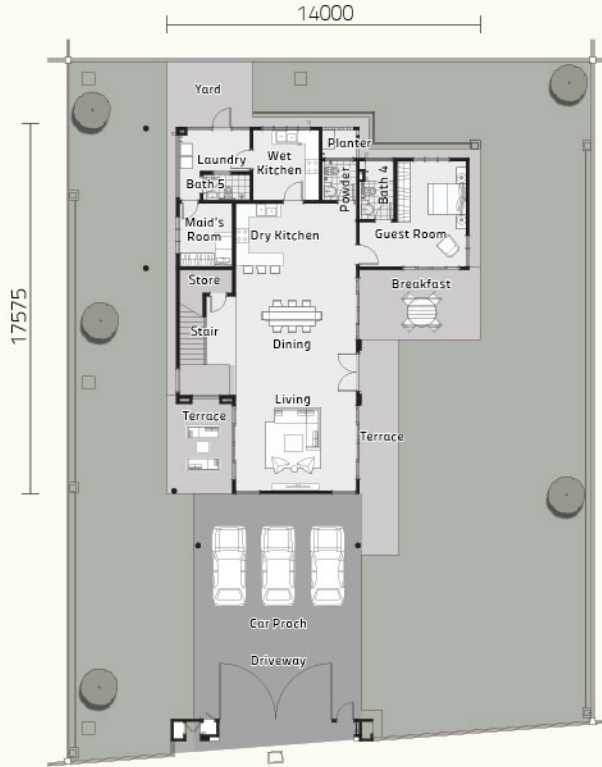 14000
17575
Yard
Laundry
Wet
Kitchen
Planter
Bath 5
Powder
Bath 4
Maid's
Room
Dry Kitchen
Guest Room
Store
Breakfast
Stair
Dining
Living
Terrace
Terrace
Car Proch
Driveway